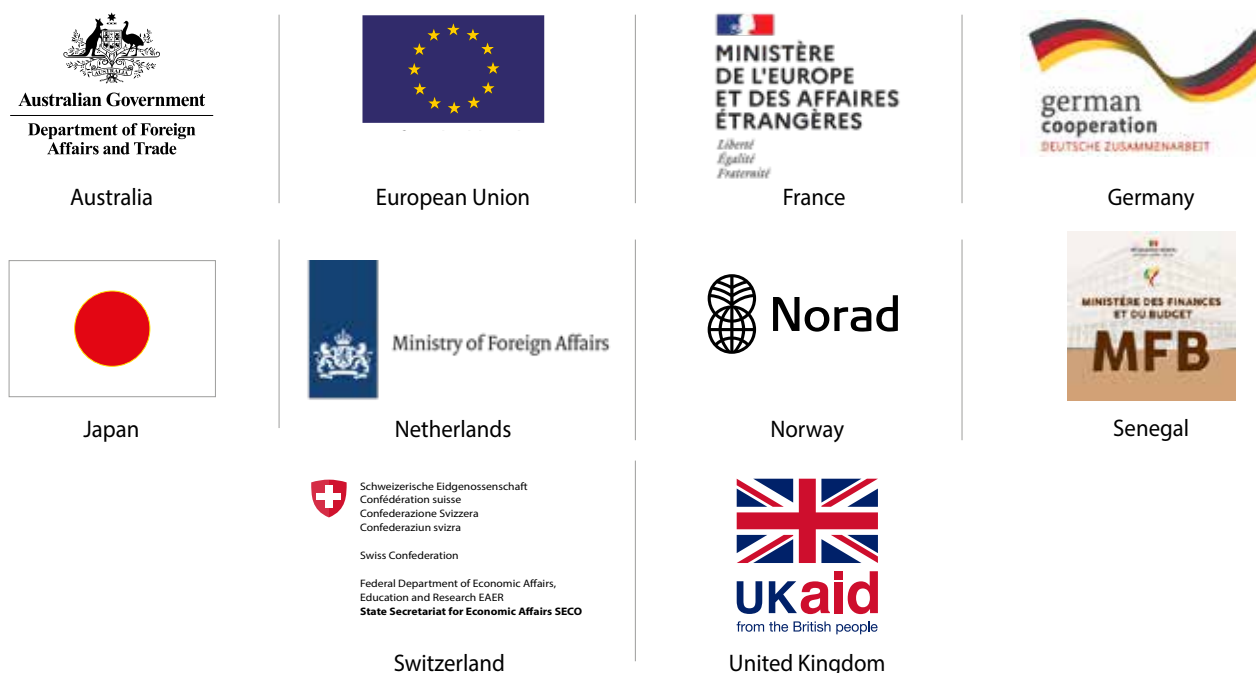 AUSTRALIA
Australian Government
Department of Foreign
Affairs and Trade
Australia
European Union
MINISTÈRE
DE L'EUROPE
ET DES AFFAIRES
ÉTRANGÈRES
Liberté
Égalité
Fraternité
France
german
cooperation
DEUTSCHE ZUSAMMENARBEIT
Germany
Japan
Ministry of Foreign Affairs
Netherlands
Norad
Norway
MINISTÈRE DES FINANCES
ET DU BUDGET
MFB
Senegal
Schweizerische Eidgenossenschaft
Confédération suisse
Confederazione Svizzera
Confederaziun svizra
Swiss Confederation
Federal Department of Economic Affairs,
Education and Research EAER
State Secretariat for Economic Affairs SECO
Switzerland
UKaid
from the British people
United Kingdom